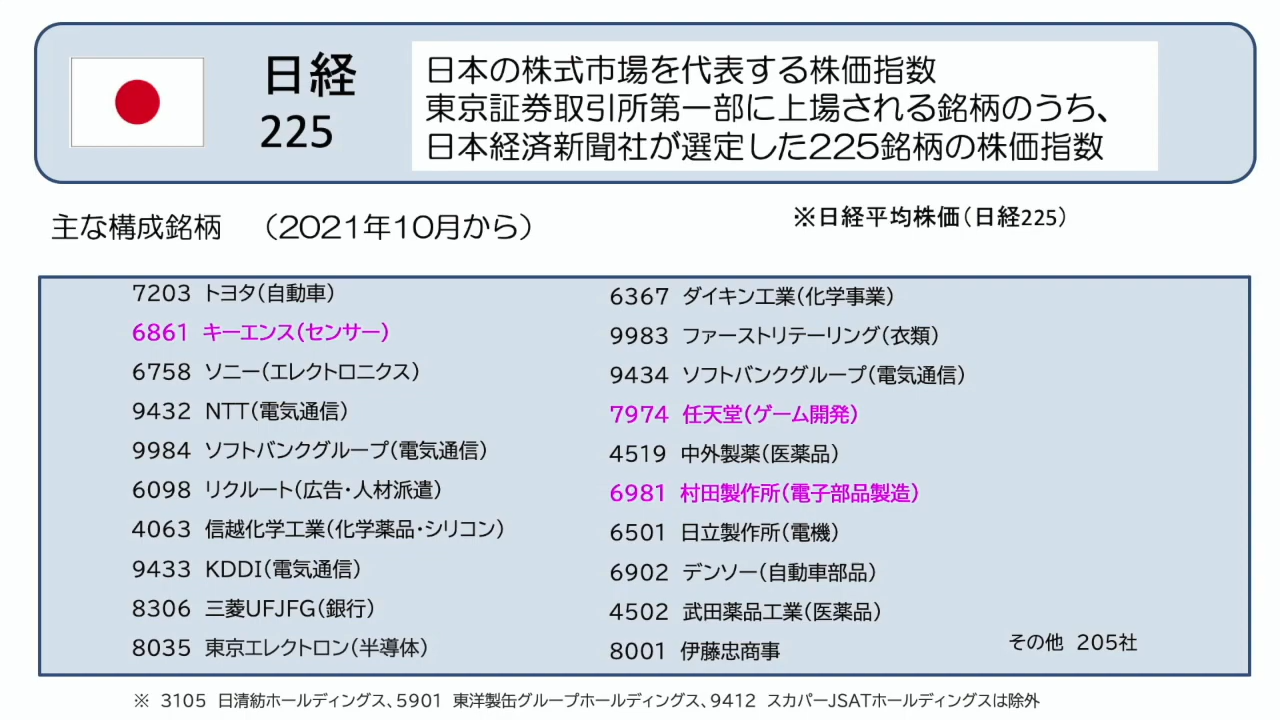 日経
225
日本の株式市場を代表する株価指数
東京証券取引所第一部に上場される銘柄のうち、
日本経済新聞社が選定した225銘柄の株価指数
主な構成銘柄　（2021年10月から）
※日経平均株価（日経225）
7203 トヨタ（自動車）
6861 キーエンス（センサー）
6758 ソニー（エレクトロニクス）
9432 NTT（電気通信）
9984 ソフトバンクグループ（電気通信）
6098 リクルート（広告・人材派遣）
4063 信越化学工業（化学薬品・シリコン）
9433 KDDI（電気通信）
8306 三菱UFJFG（銀行）
8035 東京エレクトロン（半導体）
6367 ダイキン工業（化学事業）
9983 ファーストリテーリング（衣類）
9434 ソフトバンクグループ（電気通信）
7974 任天堂（ゲーム開発）
4519 中外製薬（医薬品）
6981 村田製作所（電子部品製造）
6501 日立製作所（電機）
6902 デンソー（自動車部品）
4502 武田薬品工業（医薬品）
8001 伊藤忠商事
その他 205社
※ 3105 日清紡ホールディングス、5901 東洋製缶グループホールディングス、9412 スカパーJSATホールディングスは除外